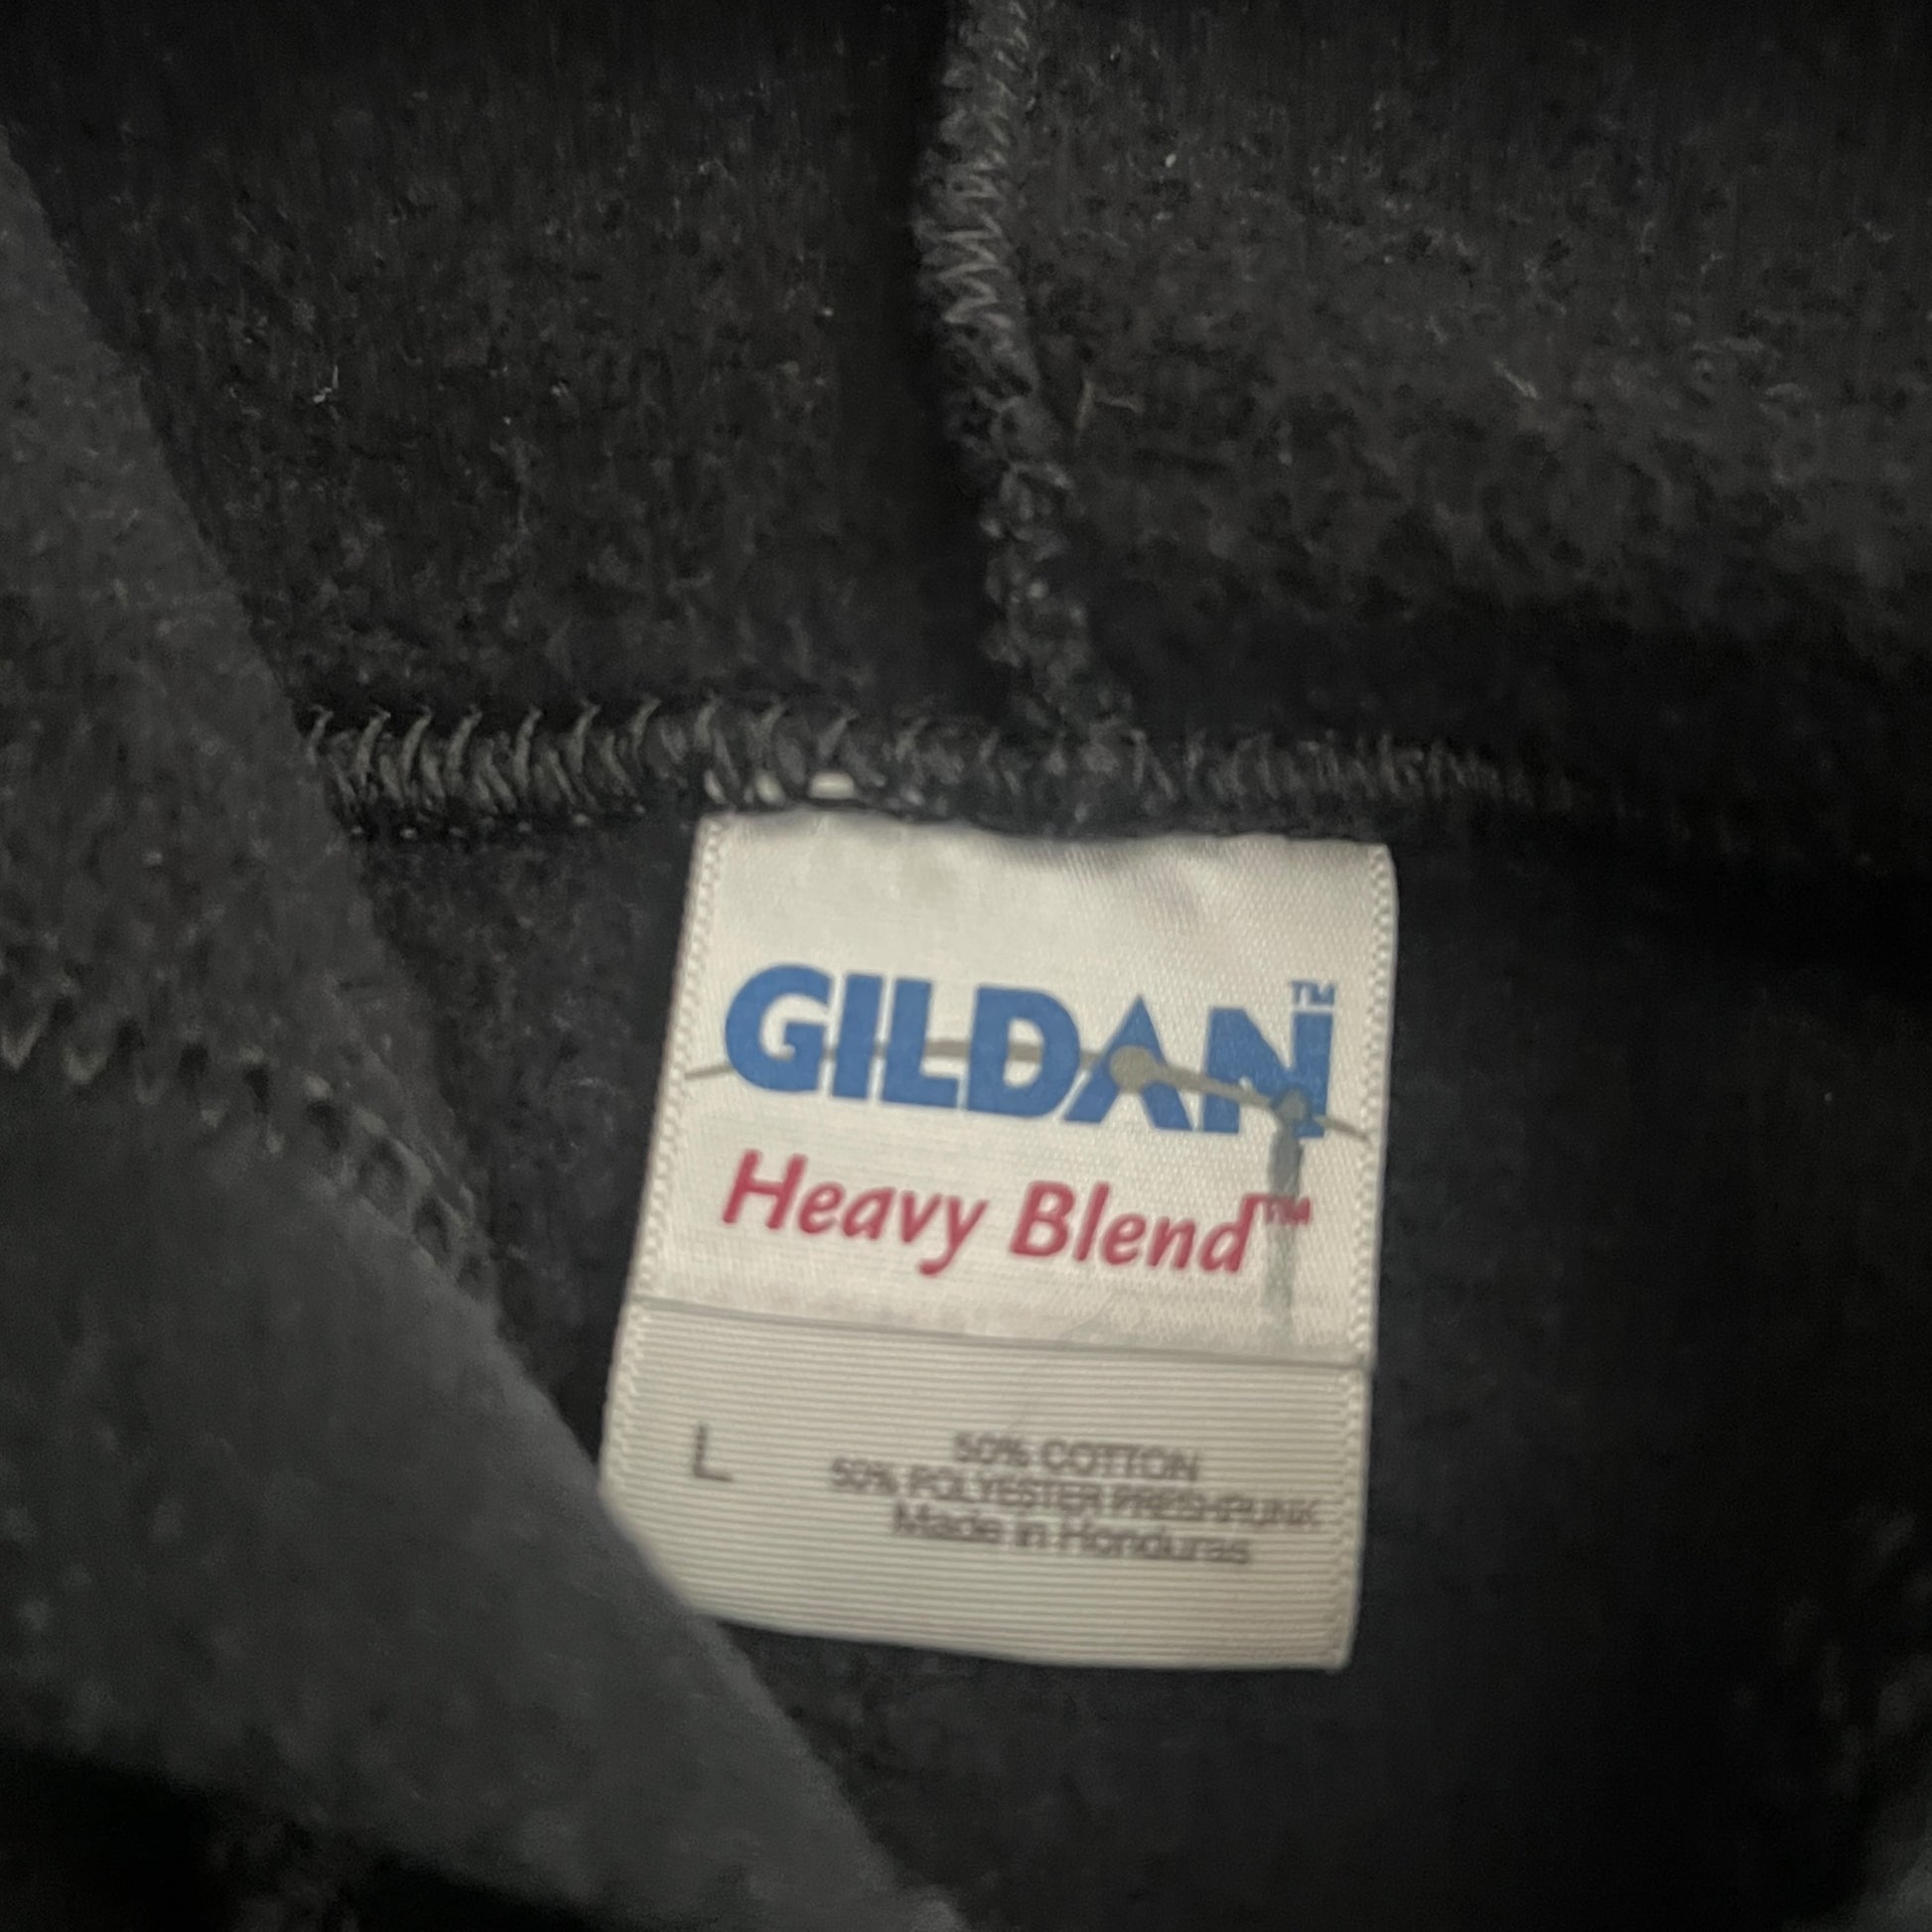 GILDAN™
Heavy Blend™
L
50% COTTON
50% POLYESTER PRESHRUNK
Made in Honduras